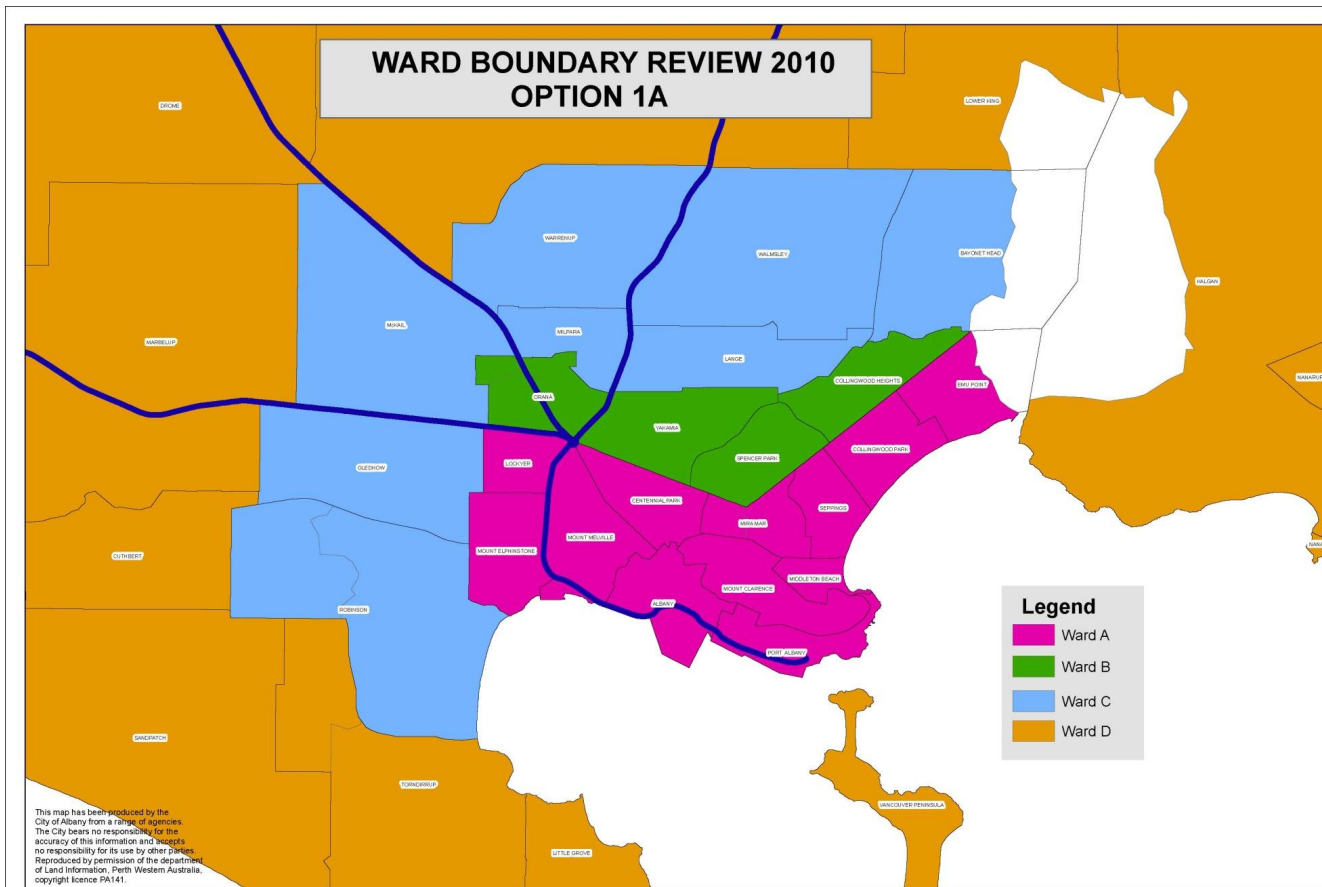 WARD BOUNDARY REVIEW 2010
OPTION 1A
DROME
LOWER KING
WARRENUP
WALMSLEY
BAYONET HEAD
KALGAN
McKAIL
MILPARA
MARBELUP
LANGE
COLLINGWOOD HEIGHTS
EMU POINT
NANARUP
ORANA
YAKAMIA
COLLINGWOOD PARK
SPENCER PARK
LOCKYER
GLEDHOW
CENTENNIAL PARK
SEPPINGS
MIRA MAR
MOUNT MELVILLE
NANA
MOUNT ELPHINSTONE
CUTHBERT
MIDDLETON BEACH
MOUNT CLARENCE
ALBANY
ROBINSON
PORT ALBANY
Legend
Ward A
Ward B
Ward C
Ward D
SANDPATCH
TORNDIRRUP
VANCOUVER PENINSULA
LITTLE GROVE
This map has been produced by the
City of Albany from a range of agencies.
The City bears no responsibility for the
accuracy of this information and accepts
no responsibility for its use by other parties.
Reproduced by permission of the department
of Land Information, Perth Western Australia,
copyright licence PA141.